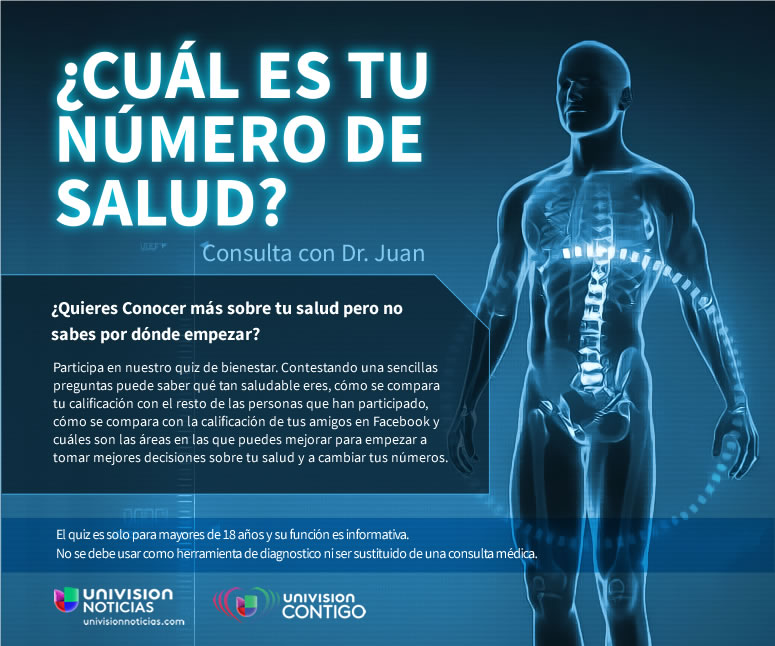 ¿CUÁL ES TU
NÚMERO DE
SALUD?
Consulta con Dr. Juan
¿Quieres Conocer más sobre tu salud pero no
sabes por dónde empezar?
Participa en nuestro quiz de bienestar. Contestando una sencillas
preguntas puede saber qué tan saludable eres, cómo se compara
tu calificación con el resto de las personas que han participado,
cómo se compara con la calificación de tus amigos en Facebook y
cuáles son las áreas en las que puedes mejorar para empezar a
tomar mejores decisiones sobre tu salud y a cambiar tus números.
El quiz es solo para mayores de 18 años y su función es informativa.
No se debe usar como herramienta de diagnostico ni ser sustituido de una consulta médica.
UNIVISION
NOTICIAS
univisionnoticias.com
UNIVISION
CONTIGO